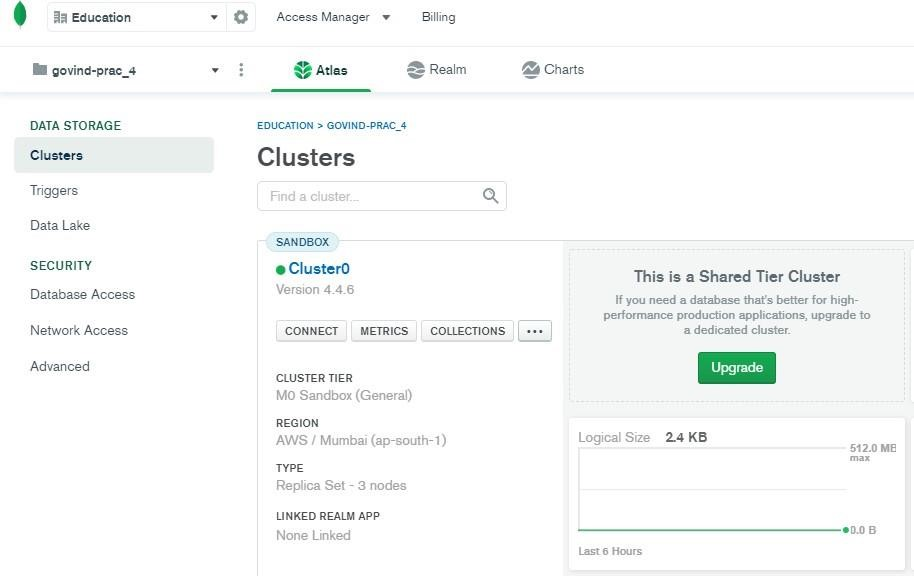 Education
Access Manager
Billing
govind-prac_4
Atlas
Realm
Charts
DATA STORAGE
Clusters
Triggers
Data Lake
SECURITY
Database Access
Network Access
Advanced
EDUCATION > GOVIND-PRAC_4
Clusters
Find a cluster...
SANDBOX
Cluster0
Version 4.4.6
CONNECT
METRICS
COLLECTIONS
...
CLUSTER TIER
M0 Sandbox (General)
REGION
AWS / Mumbai (ap-south-1)
TYPE
Replica Set - 3 nodes
LINKED REALM APP
None Linked
This is a Shared Tier Cluster
If you need a database that's better for high-
performance production applications, upgrade to
a dedicated cluster.
Upgrade
Logical Size 2.4 KB
512.0 MB
max
0.0 B
Last 6 Hours